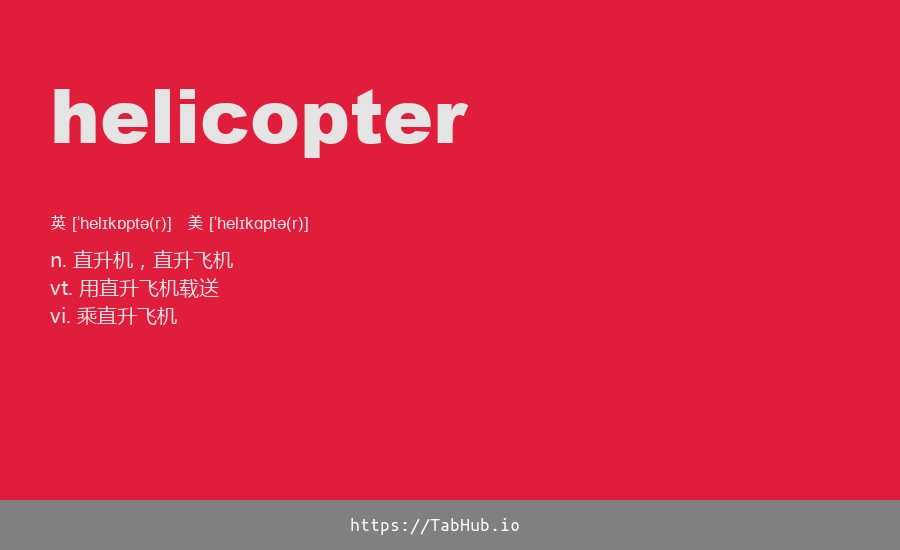 helicopter
英 [ˈhelɪkɒptə(r)] 美 [ˈhelɪkɑptə(r)]
n. 直升机，直升飞机
vt. 用直升飞机载送
vi. 乘直升飞机
https://TabHub.io